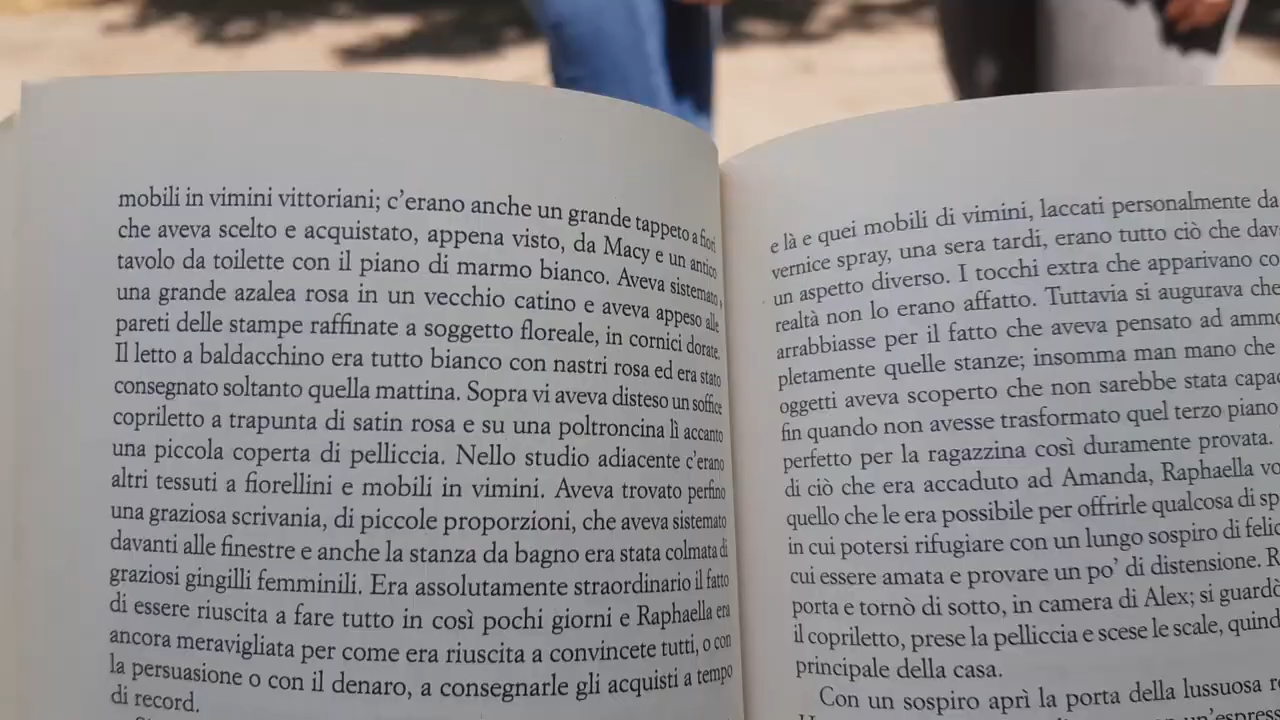 mobili in vimini vittoriani; c'erano anche un grande tappeto a fiori
che aveva scelto e acquistato, appena visto, da Macy e un antico
tavolo da toilette con il piano di marmo bianco. Aveva sistemato,
una grande azalea rosa in un vecchio catino e aveva appeso alle
pareti delle stampe raffinate a soggetto floreale, in cornici dorate.
Il letto a baldacchino era tutto bianco con nastri rosa ed era stato
consegnato soltanto quella mattina. Sopra vi aveva disteso un soffice
copriletto a trapunta di satin rosa e su una poltroncina lì accanto
una piccola coperta di pelliccia. Nello studio adiacente c'erano
altri tessuti a fiorellini e mobili in vimini. Aveva trovato perfino
una graziosa scrivania, di piccole proporzioni, che aveva sistemato
davanti alle finestre e anche la stanza da bagno era stata colmata di
graziosi gingilli femminili. Era assolutamente straordinario il fatto
di essere riuscita a fare tutto in così pochi giorni e Raphaella era
ancora meravigliata per come era riuscita a convincete tutti, o con
la persuasione o con il denaro, a consegnarle gli acquisti a tempo
di record.
e là e quei mobili di vimini, laccati personalmente da
vernice spray, una sera tardi, erano tutto ciò che dav
un aspetto diverso. I tocchi extra che apparivano co
realtà non lo erano affatto. Tuttavia si augurava che
arrabbiasse per il fatto che aveva pensato ad ammo
pletamente quelle stanze; insomma man mano che
oggetti aveva scoperto che non sarebbe stata capac
fin quando non avesse trasformato quel terzo piano
perfetto per la ragazzina così duramente provata.
di ciò che era accaduto ad Amanda, Raphaella vo
quello che le era possibile per offrirle qualcosa di sp
in cui potersi rifugiare con un lungo sospiro di felic
cui essere amata e provare un po' di distensione. R
porta e tornò di sotto, in camera di Alex; si guardò
il copriletto, prese la pelliccia e scese le scale, quind
principale della casa.
Con un sospiro aprì la porta della lussuosa
un'espress